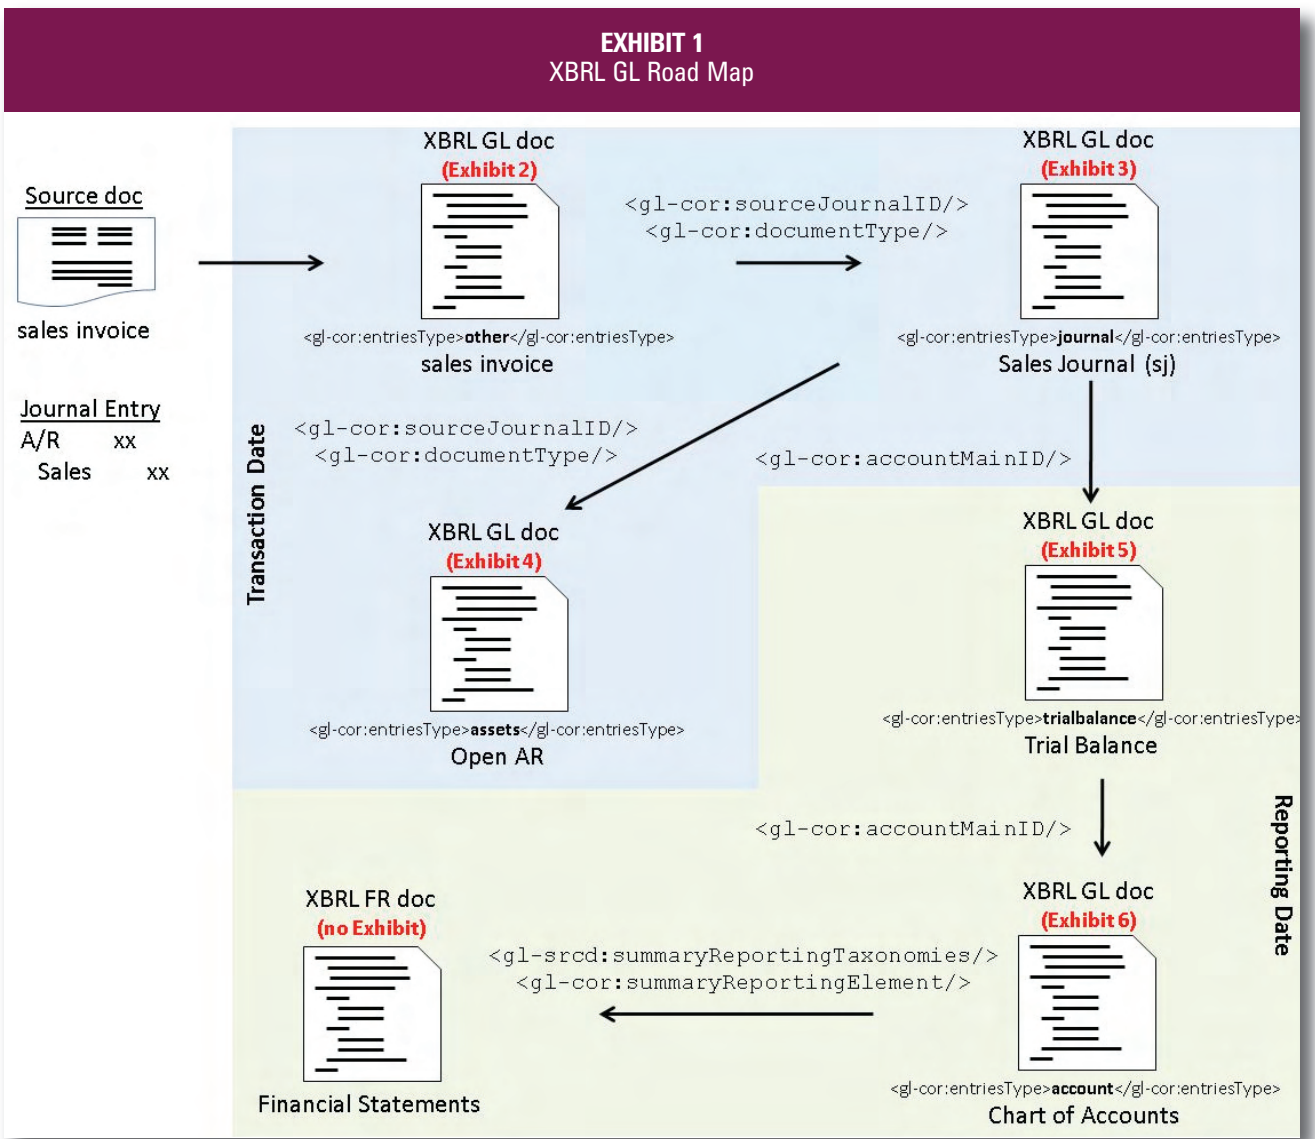 EXHIBIT 1
XBRL GL Road Map
Source doc
sales invoice
Journal Entry
A/R xx
Sales xx
XBRL GL doc
(Exhibit 2)
<gl-cor:entriesType>other</gl-cor:entriesType>
sales invoice
<gl-cor:sourceJournalID/>
<gl-cor:documentType/>
XBRL GL doc
(Exhibit 3)
<gl-cor:entriesType>journal</gl-cor:entriesType>
Sales Journal (sj)
Transaction Date
<gl-cor:sourceJournalID/>
<gl-cor:documentType/>
<gl-cor:accountMainID/>
XBRL GL doc
(Exhibit 4)
<gl-cor:entriesType>assets</gl-cor:entriesType>
Open AR
XBRL GL doc
(Exhibit 5)
<gl-cor:entriesType>trialbalance</gl-cor:entriesType>
Trial Balance
Reporting Date
<gl-cor:accountMainID/>
XBRL GL doc
(Exhibit 6)
<gl-cor:entriesType>account</gl-cor:entriesType>
Chart of Accounts
<gl-srcd:summaryReportingTaxonomies/>
<gl-cor:summaryReportingElement/>
XBRL FR doc
(no Exhibit)
Financial Statements